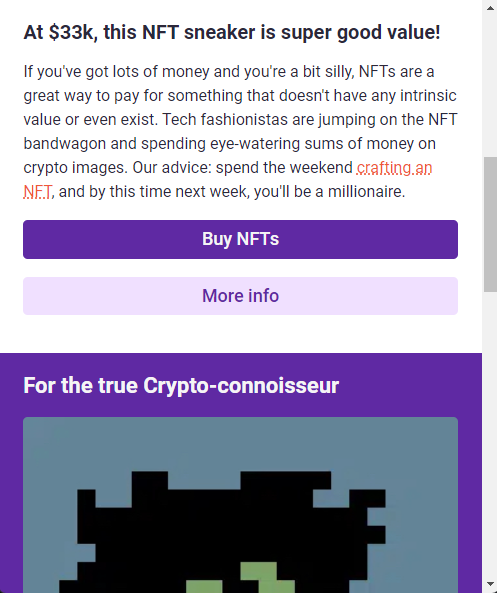 At $33k, this NFT sneaker is super good value!
If you've got lots of money and you're a bit silly, NFTs are a
great way to pay for something that doesn't have any intrinsic
value or even exist. Tech fashionistas are jumping on the NFT
bandwagon and spending eye-watering sums of money on
crypto images. Our advice: spend the weekend crafting an
NFT, and by this time next week, you'll be a millionaire.
Buy NFTs
More info
For the true Crypto-connoisseur